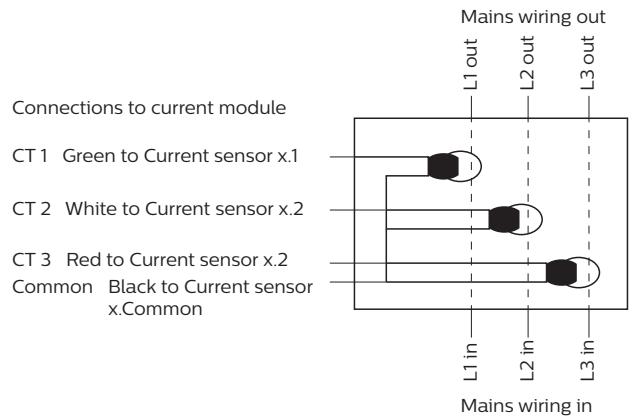 Mains wiring out
L1 out
L2 out
L3 out
Connections to current module
CT 1 Green to Current sensor x.1
CT 2 White to Current sensor x.2
CT 3 Red to Current sensor x.2
Common Black to Current sensor
x.Common
L1 in
L2 in
L3 in
Mains wiring in